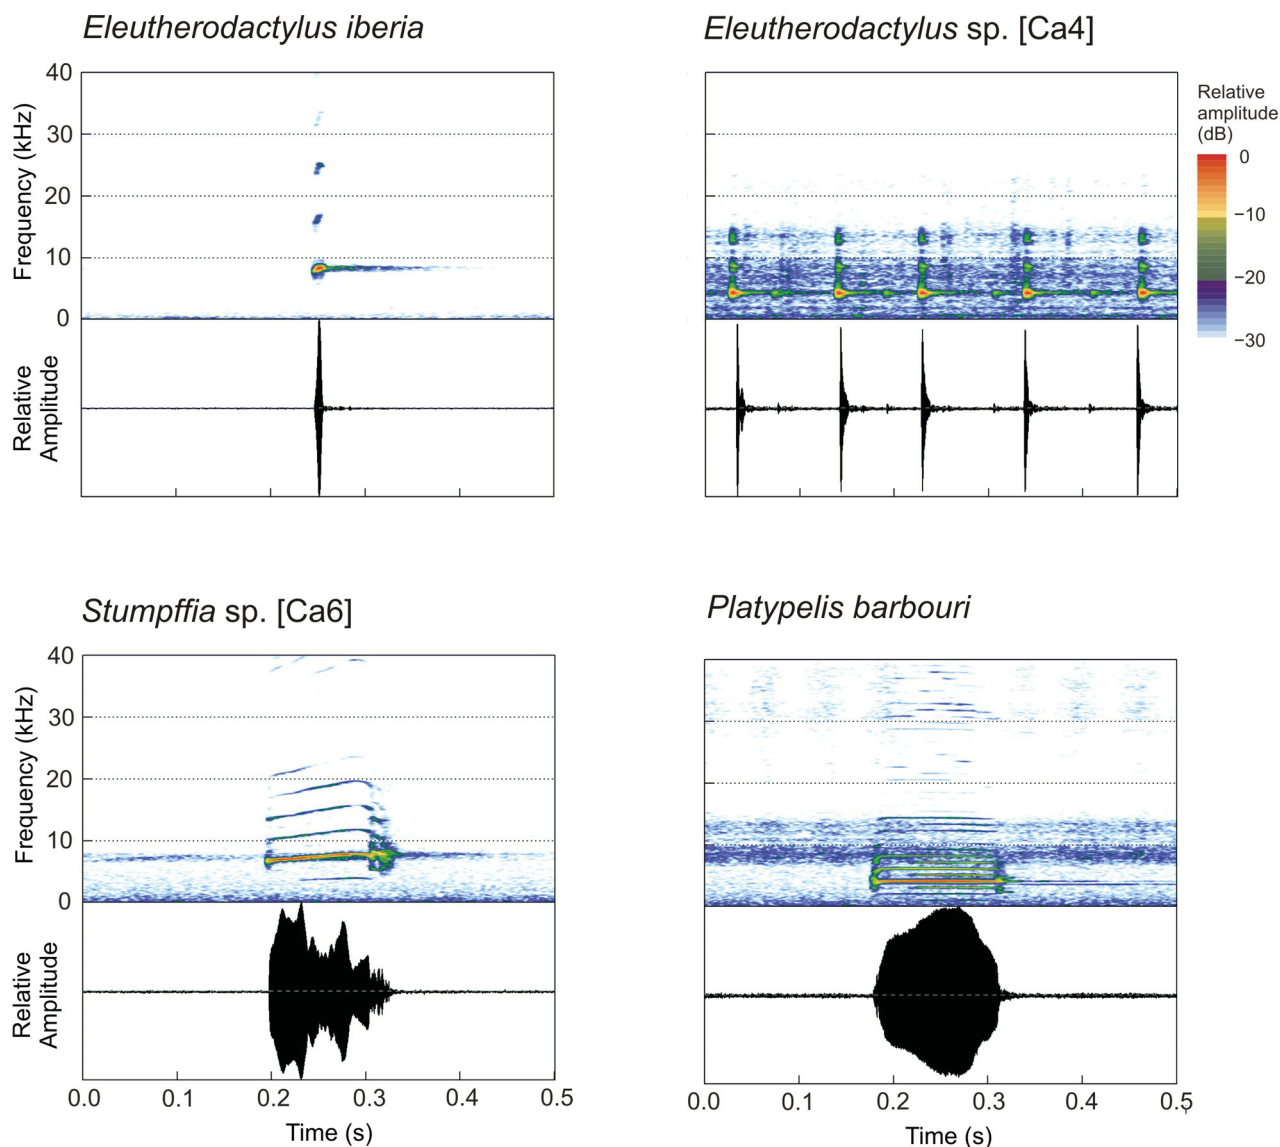 Eleutherodactylus iberia
Eleutherodactylus sp. [Ca4]
Frequency (kHz)
40
30
20
10
0
Relative
Amplitude
Relative
amplitude
(dB)
0
−10
−20
−30
Stumpffia sp. [Ca6]
Platypelis barbouri
Frequency (kHz)
40
30
20
10
0
Relative
Amplitude
0.0 0.1 0.2 0.3 0.4 0.5
Time (s)
0.0 0.1 0.2 0.3 0.4 0.5
Time (s)